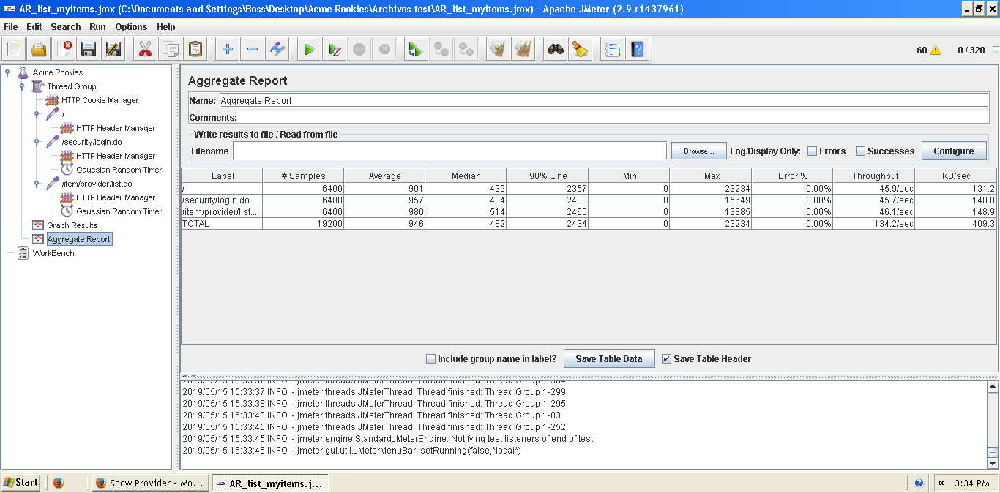 AR_list_myitems.jmx (C:\Documents and Settings\Boss\Desktop\Acme Rookies\Archivos test\AR_list_myitems.jmx) - Apache JMeter (2.9 r1437961)
File Edit Search Run Options Help
68 0 / 320
Acme Rookies
Thread Group
HTTP Cookie Manager
/
HTTP Header Manager
/security/login.do
HTTP Header Manager
Gaussian Random Timer
/item/provider/list.do
HTTP Header Manager
Gaussian Random Timer
Graph Results
Aggregate Report
WorkBench
Aggregate Report
Name: Aggregate Report
Comments:
Write results to file / Read from file
Filename Browse... Log/Display Only: Errors Successes Configure
Label # Samples Average Median 90% Line Min Max Error % Throughput KB/sec
/ 6400 901 439 2357 0 23234 0.00% 45.9/sec 131.2
/security/login.do 6400 957 484 2488 0 15649 0.00% 45.7/sec 140.0
/item/provider/list.... 6400 980 514 2460 0 13885 0.00% 46.1/sec 148.9
TOTAL 19200 946 482 2434 0 23234 0.00% 134.2/sec 409.3
Include group name in label? Save Table Data Save Table Header
2019/05/15 15:33:37 INFO - jmeter.threads.JMeterThread: Thread finished: Thread Group 1-299
2019/05/15 15:33:38 INFO - jmeter.threads.JMeterThread: Thread finished: Thread Group 1-295
2019/05/15 15:33:40 INFO - jmeter.threads.JMeterThread: Thread finished: Thread Group 1-83
2019/05/15 15:33:45 INFO - jmeter.threads.JMeterThread: Thread finished: Thread Group 1-252
2019/05/15 15:33:45 INFO - jmeter.engine.StandardJMeterEngine: Notifying test listeners of end of test
2019/05/15 15:33:45 INFO - jmeter.gui.util.JMeterMenuBar: setRunning(false,*local*)
Start Show Provider - Mo... AR_list_myitems.j... « 3:34 PM